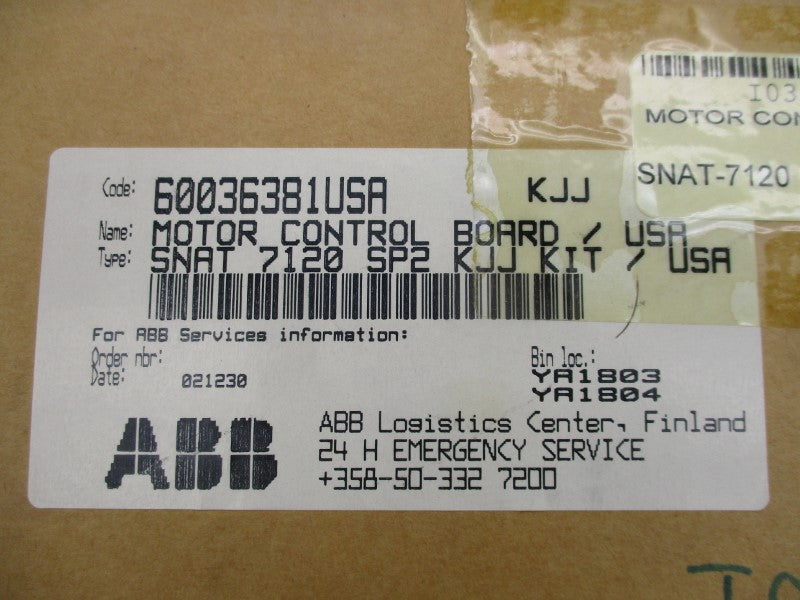 I03
MOTOR CON
SNAT-7120
Code: 60036381USA KJJ
Name: MOTOR CONTROL BOARD / USA
Type: SNAT 7120 SP2 KJJ KIT / USA
For ABB Services information:
Order nbr:
Date: 021230
Bin loc.:
YA1803
YA1804
ABB
ABB Logistics Center, Finland
24 H EMERGENCY SERVICE
+358-50-332 7200